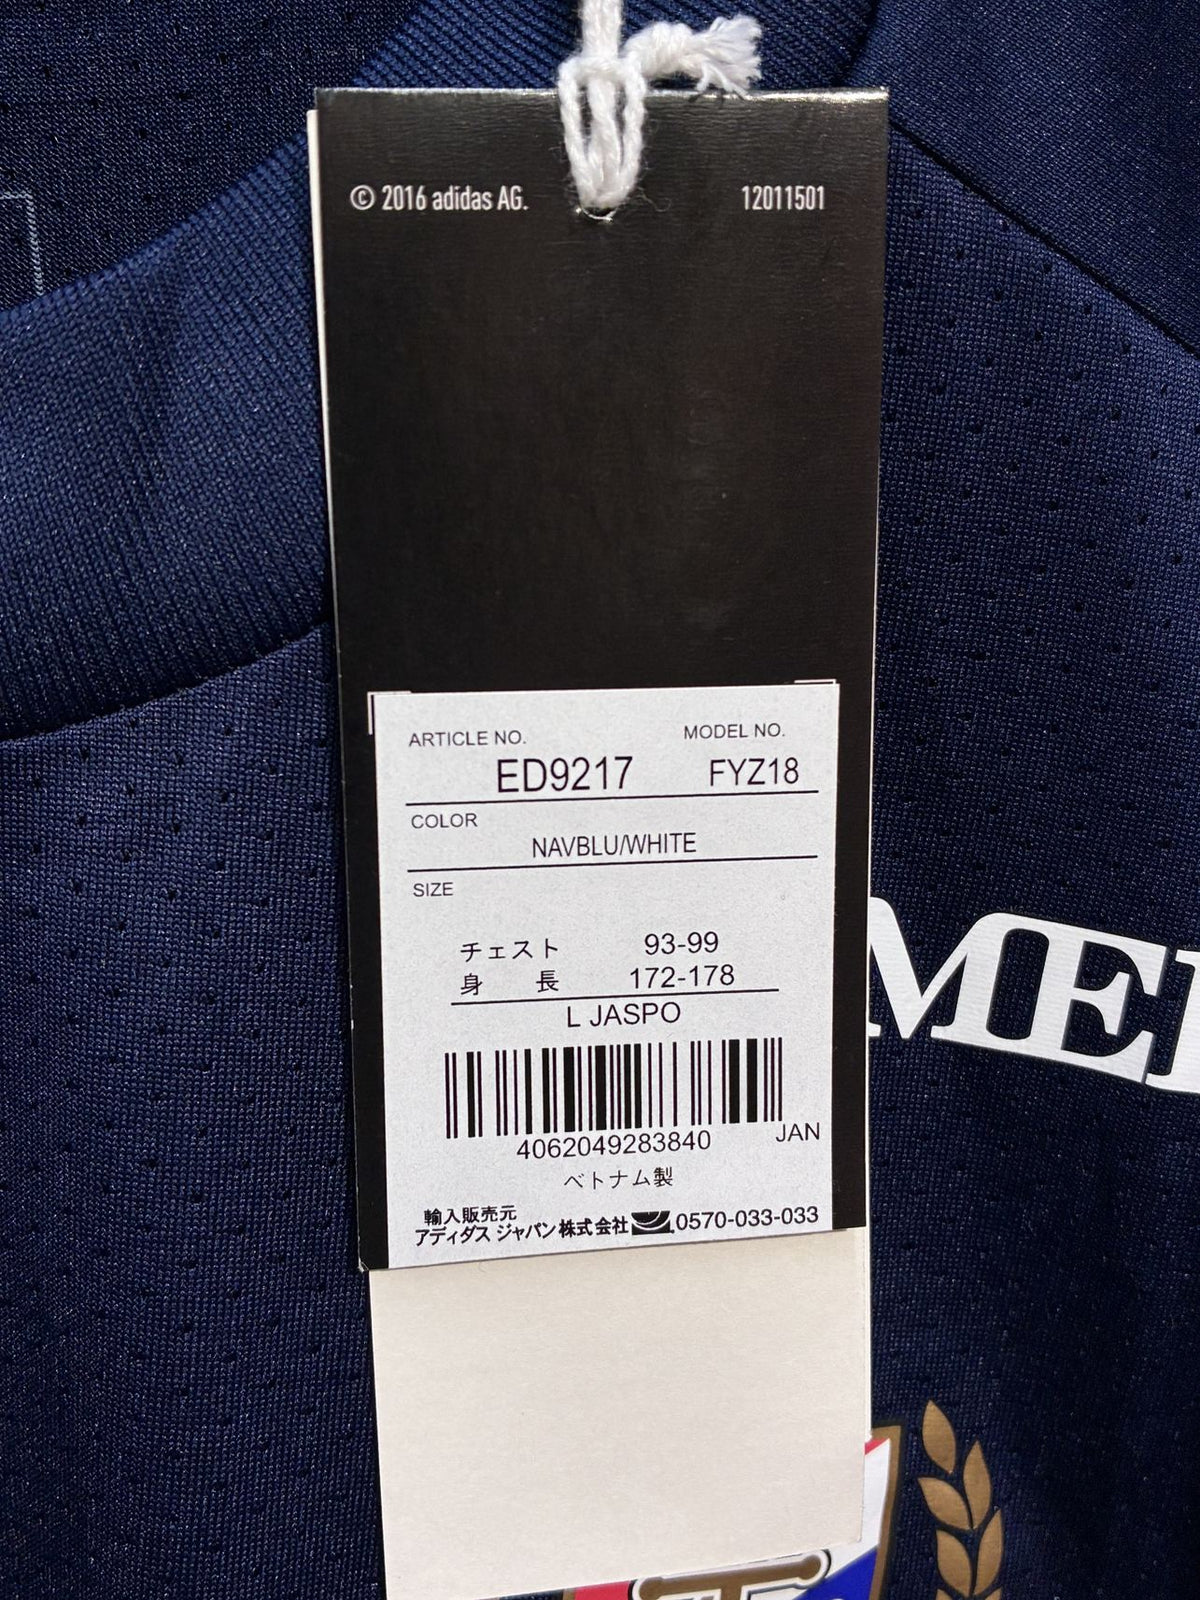 © 2016 adidas AG. 12011501
ARTICLE NO. MODEL NO.
ED9217 FYZ18
COLOR
NAVBLU/WHITE
SIZE
チェスト 93-99
身長 172-178
L JASPO
4062049283840 JAN
ベトナム製
輸入販売元
アディダス ジャパン株式会社 0570-033-033
ME